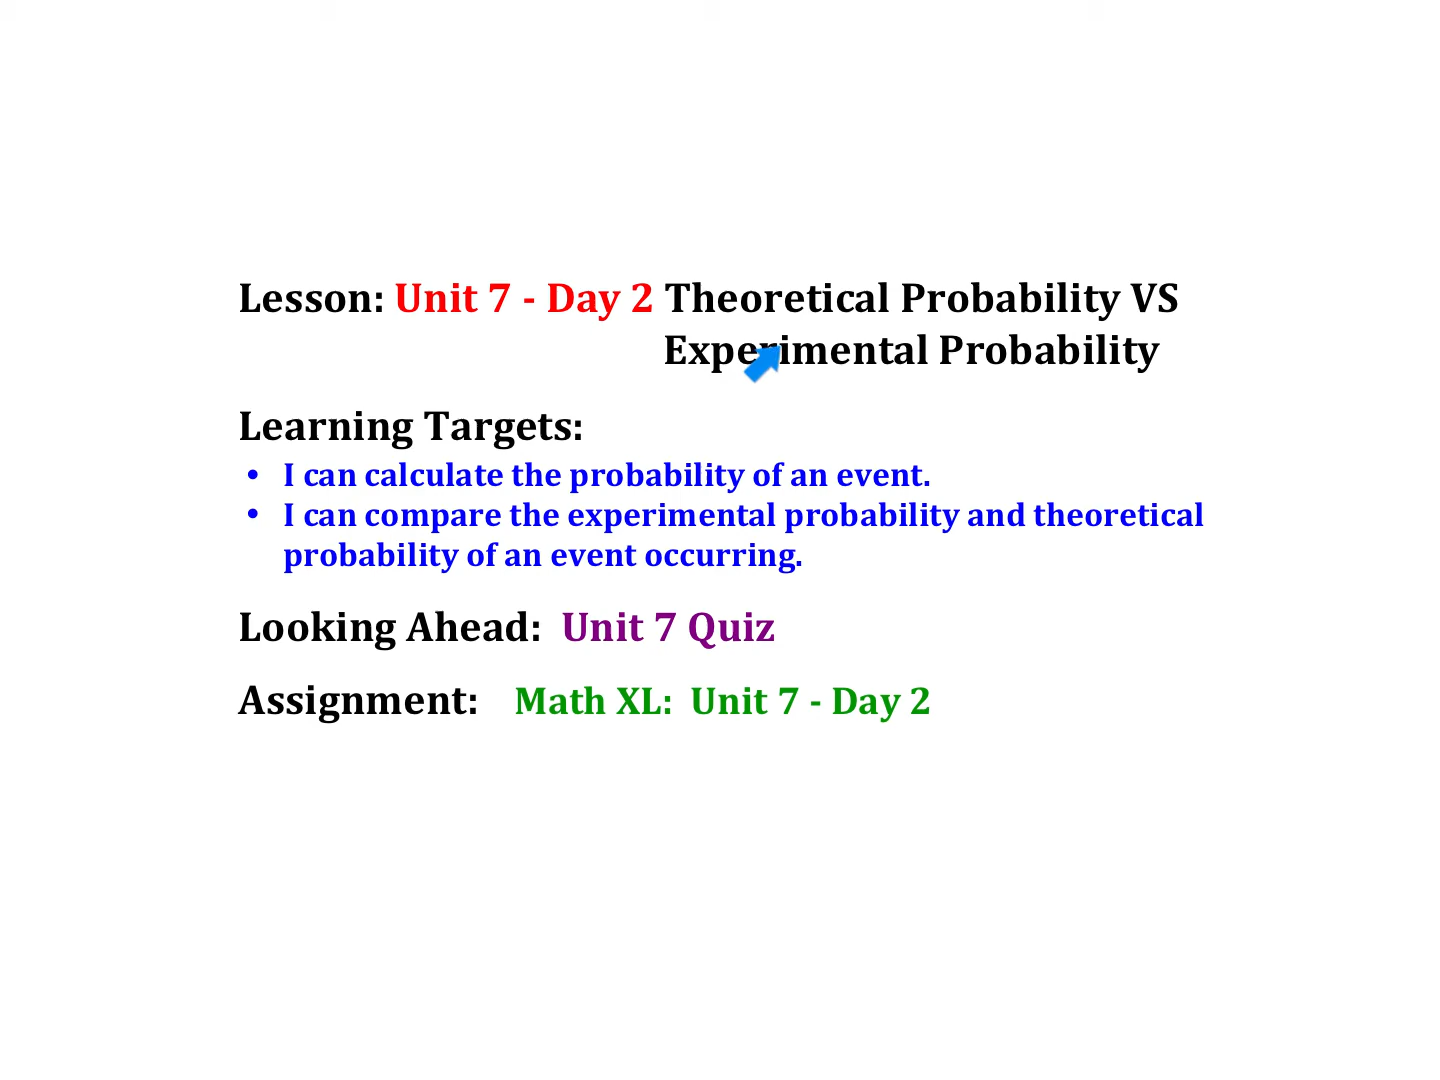 Lesson: Unit 7 - Day 2 Theoretical Probability VS
Experimental Probability
Learning Targets:
• I can calculate the probability of an event.
• I can compare the experimental probability and theoretical
probability of an event occurring.
Looking Ahead: Unit 7 Quiz
Assignment: Math XL: Unit 7 - Day 2